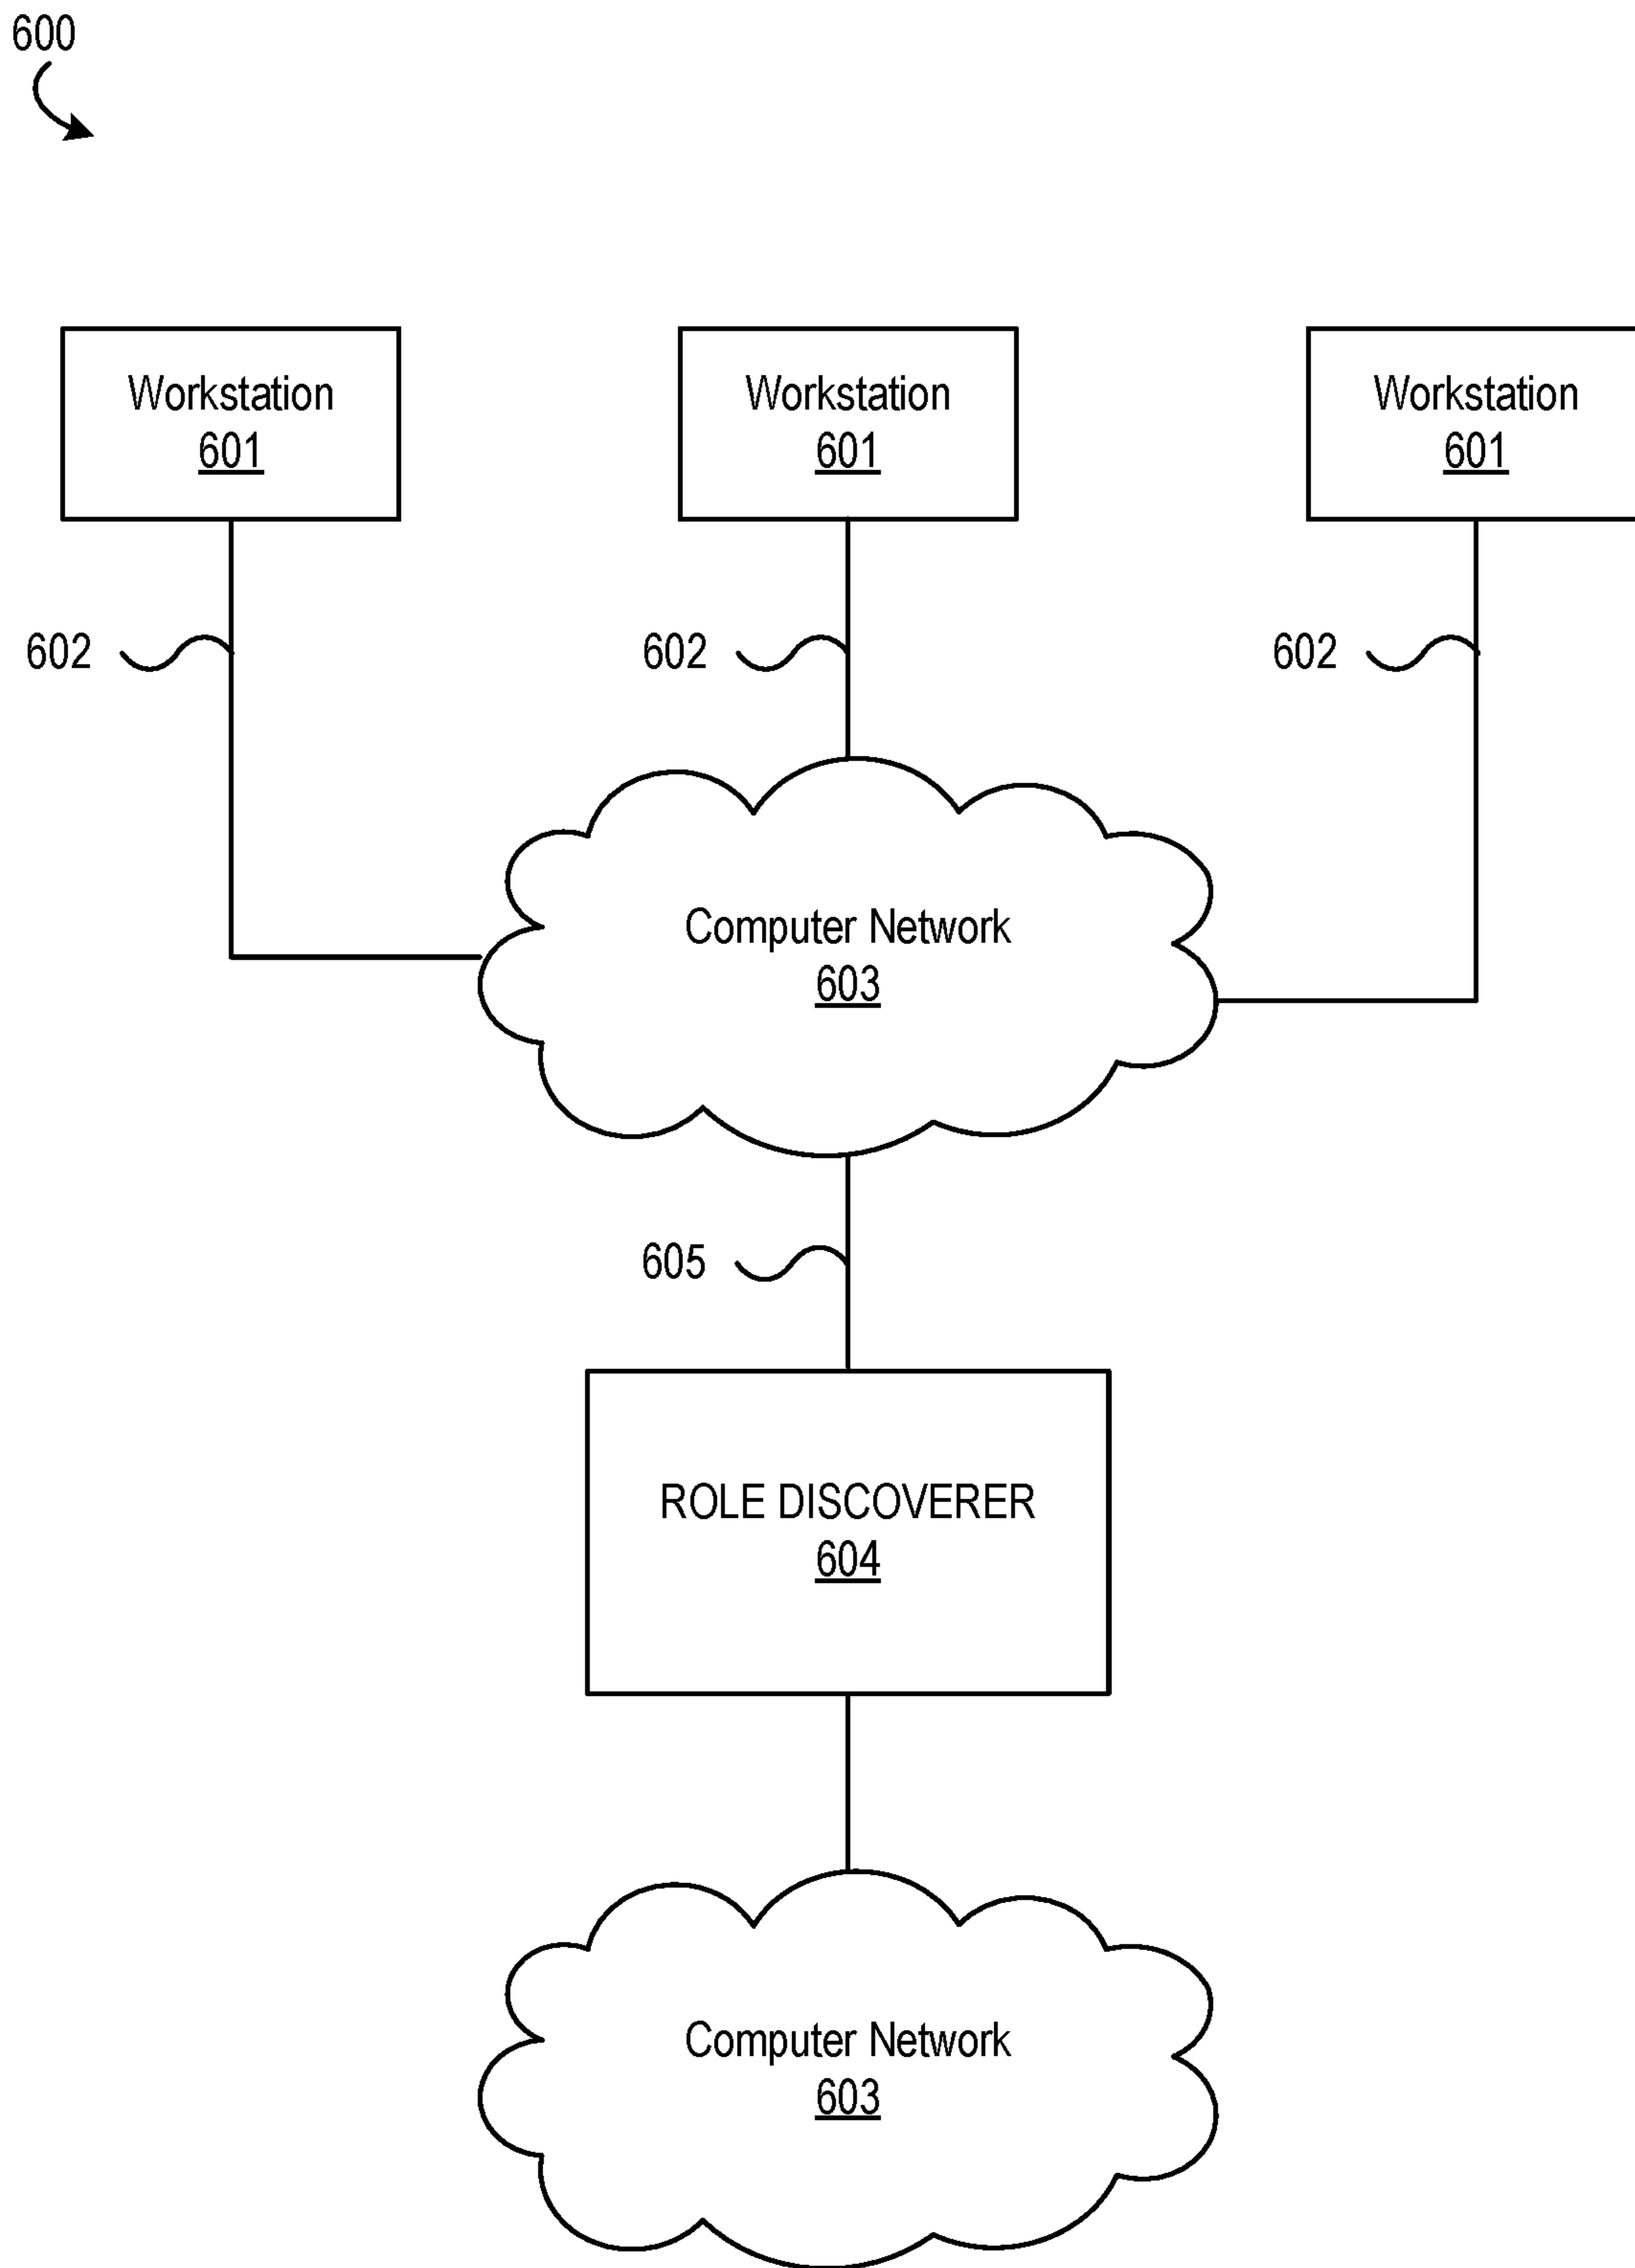 600
Workstation
601
Workstation
601
Workstation
601
602
602
602
Computer Network
603
605
ROLE DISCOVERER
604
Computer Network
603